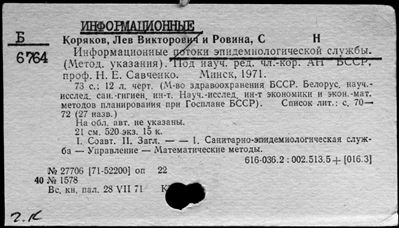 ИНФОРМАЦИОННЫЕ
Б
6764
Коряков, Лев Викторович и Ровина, С Н
Информационные потоки эпидемиологической службы.
(Метод. указания). Под науч. ред. чл.-кор. АН БССР,
проф. Н. Е. Савченко. Минск, 1971.
73 с.; 12 л. черт. (М-во здравоохранения БССР. Белорус. науч.-
исслед. сан.-гигиен. ин-т. Науч.-исслед. ин-т экономики и экон.-мат.
методов планирования при Госплане БССР). Список лит.: с, 70—
72 (27 назв.)
На обл. авт. не указаны.
21 см. 520 экз. 15 к.
I. Соавт. II. Загл. — — 1. Санитарно-эпидемиологическая служ-
ба — Управление — Математические методы.
616-036.2 : 002.513.5 + [016.3]
№ 27706 [71-52200] оп 22
40 № 1578
Вс. кн. пал. 28 VII 71 К